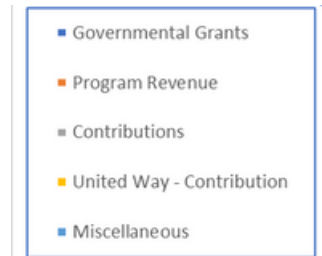 Governmental Grants
Program Revenue
Contributions
United Way - Contribution
Miscellaneous